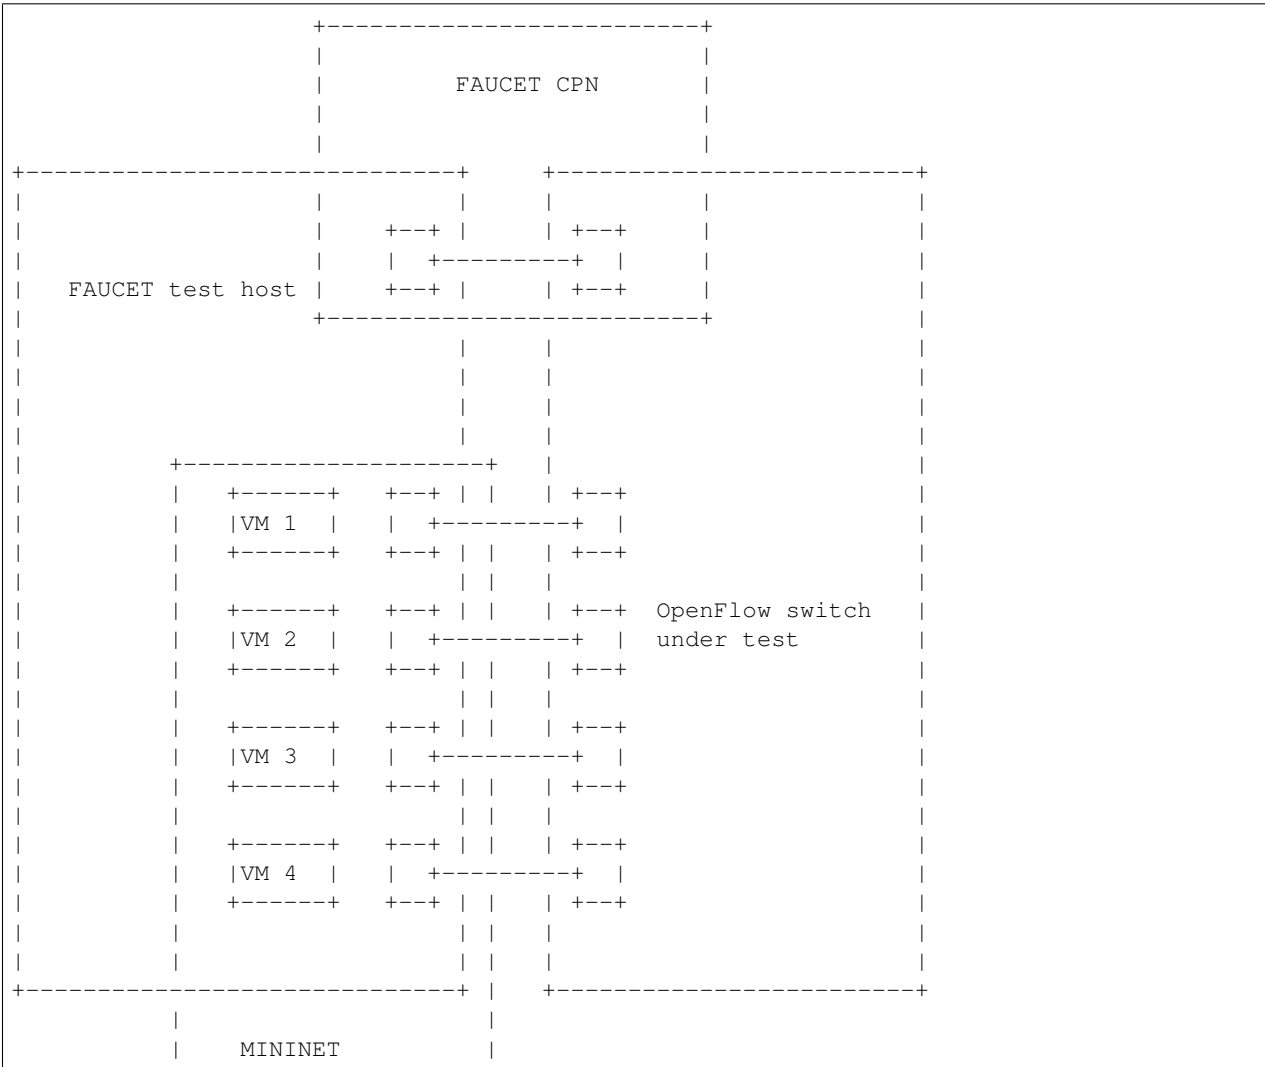 FAUCET CPN
FAUCET test host
VM 1
VM 2
OpenFlow switch
under test
VM 3
VM 4
MININET